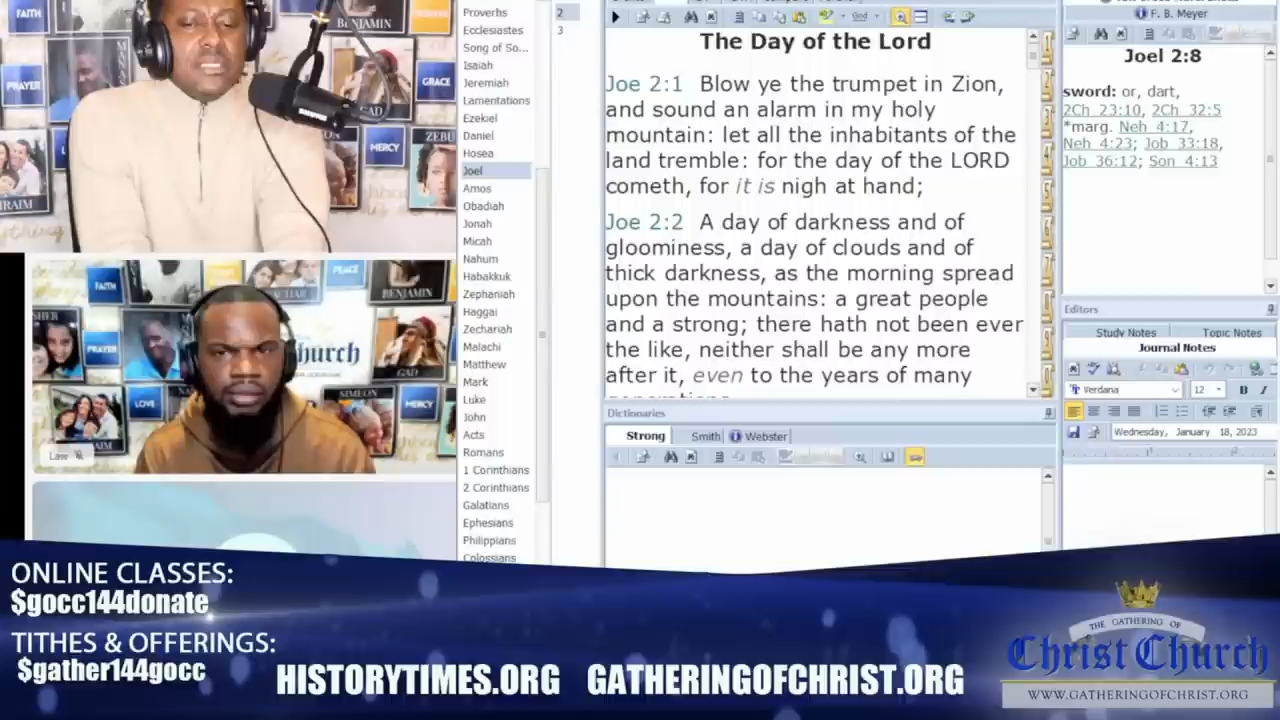 BENJAMIN
PRAYER
GRACE
GAD
MERCY
ZEBU
FAITH
PEACE
BENJAMIN
SHER
PRAYER
Church
GAD
LOVE
SIMEON
MERCY
Law
Proverbs
Ecclesiastes
Song of So...
Isaiah
Jeremiah
Lamentations
Ezekiel
Daniel
Hosea
Joel
Amos
Obadiah
Jonah
Micah
Nahum
Habakkuk
Zephaniah
Haggai
Zechariah
Malachi
Matthew
Mark
Luke
John
Acts
Romans
1 Corinthians
2 Corinthians
Galatians
Ephesians
Philippians
Colossians
2
3
The Day of the Lord
Joe 2:1 Blow ye the trumpet in Zion,
and sound an alarm in my holy
mountain: let all the inhabitants of the
land tremble: for the day of the LORD
cometh, for it is nigh at hand;
Joe 2:2 A day of darkness and of
gloominess, a day of clouds and of
thick darkness, as the morning spread
upon the mountains: a great people
and a strong; there hath not been ever
the like, neither shall be any more
after it, even to the years of many
Dictionaries
Strong Smith Webster
F. B. Meyer
Joel 2:8
sword: or, dart,
2Ch 23:10, 2Ch 32:5
*marg. Neh 4:17,
Neh 4:23; Job 33:18,
Job 36:12; Son 4:13
Editors
Study Notes Topic Notes
Journal Notes
Verdana 12 B I
Wednesday, January 18, 2023
ONLINE CLASSES:
$gocc144donate
TITHES & OFFERINGS:
$gather144gocc
HISTORYTIMES.ORG GATHERINGOFCHRIST.ORG
THE GATHERING OF
Christ Church
WWW.GATHERINGOFCHRIST.ORG